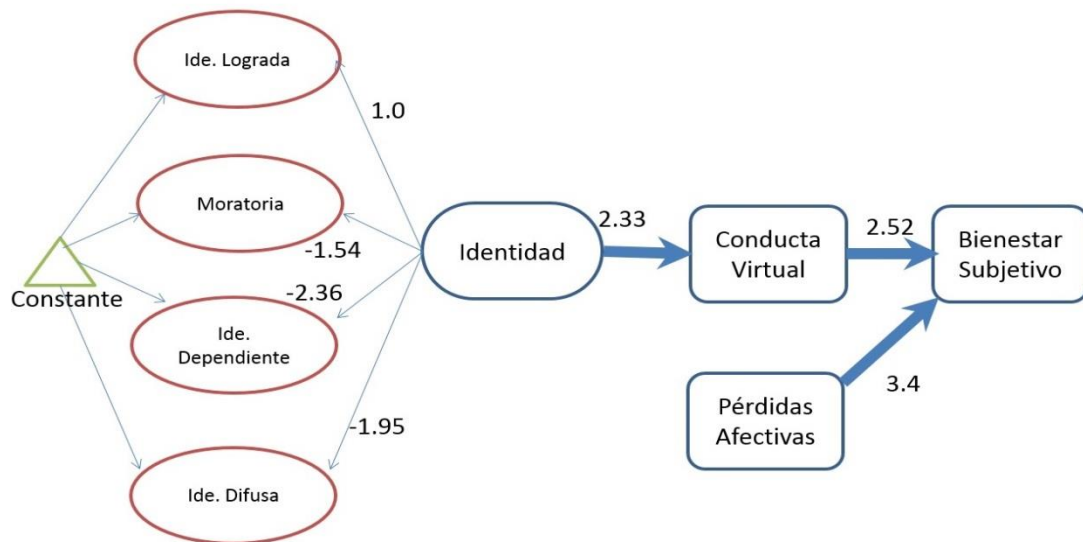 Ide. Lograda
1.0
Moratoria
-1.54
Constante
-2.36
Ide.
Dependiente
-1.95
Ide. Difusa
Identidad
2.33
Conducta
Virtual
2.52
Bienestar
Subjetivo
3.4
Pérdidas
Afectivas